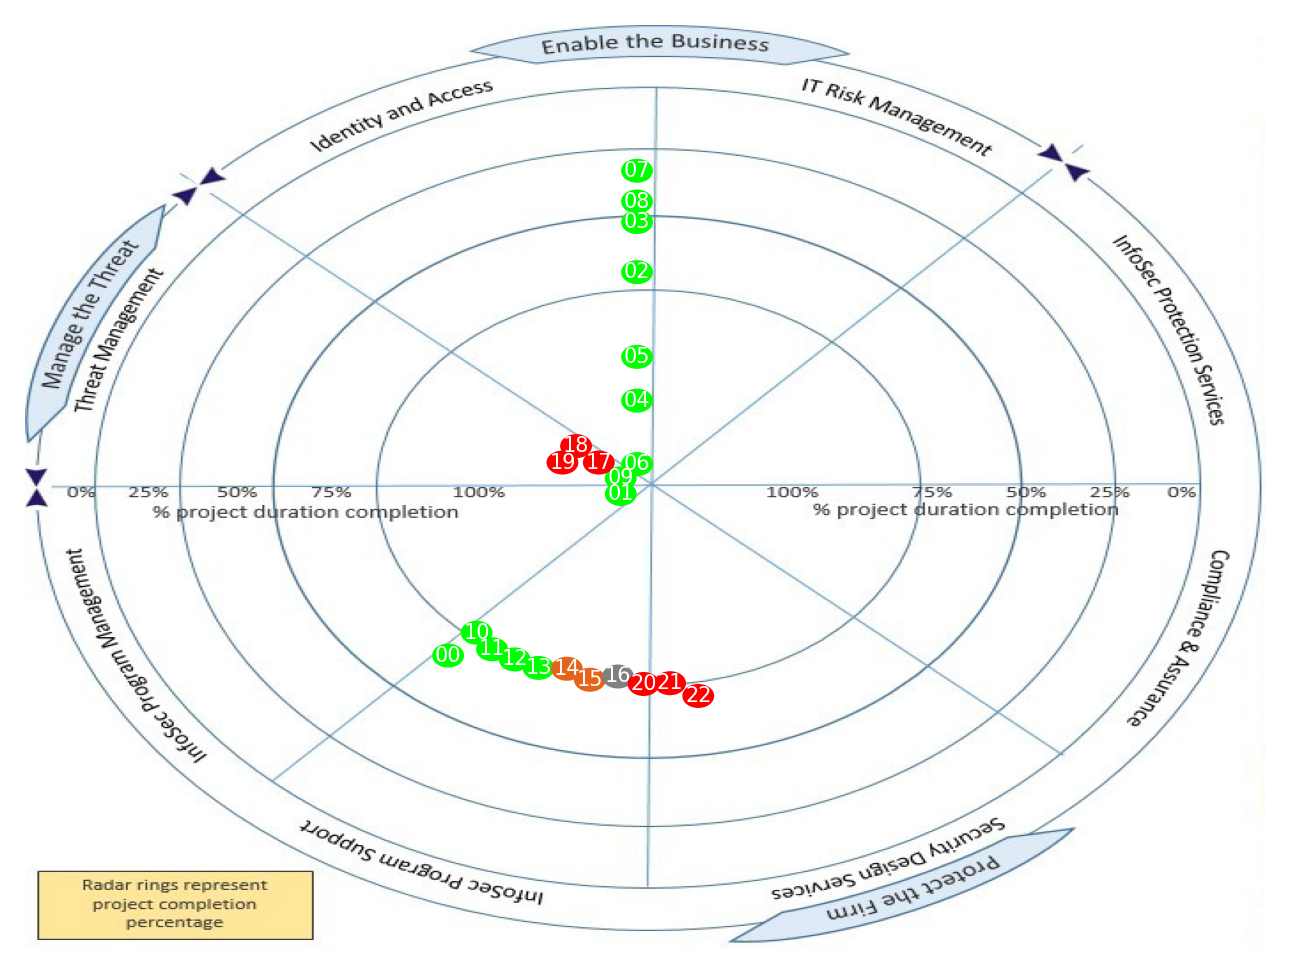 Enable the Business
Identity and Access
IT Risk Management
Manage the Threat
Threat Management
InfoSec Protection Services
07
08
03
02
05
04
18
19
17
06
09
01
0%
25%
50%
75%
100%
100%
75%
50%
25%
0%
% project duration completion
% project duration completion
InfoSec Program Management
Compliance & Assurance
10
00
11
12
13
14
15
16
20
21
22
InfoSec Program Support
Security Design Services
Protect the Firm
Radar rings represent
project completion
percentage